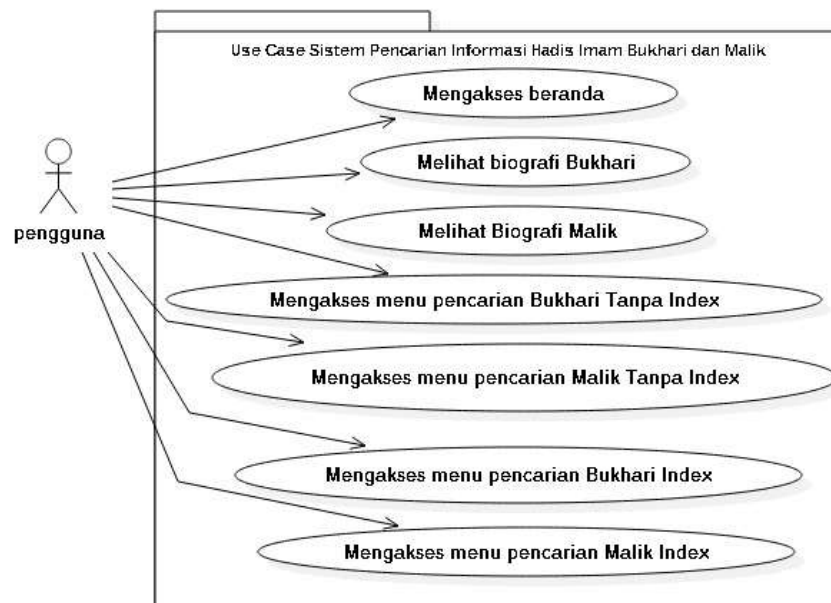 Use Case Sistem Pencarian Informasi Hadis Imam Bukhari dan Malik
Mengakses beranda
Melihat biografi Bukhari
Melihat Biografi Malik
pengguna
Mengakses menu pencarian Bukhari Tanpa Index
Mengakses menu pencarian Malik Tanpa Index
Mengakses menu pencarian Bukhari Index
Mengakses menu pencarian Malik Index